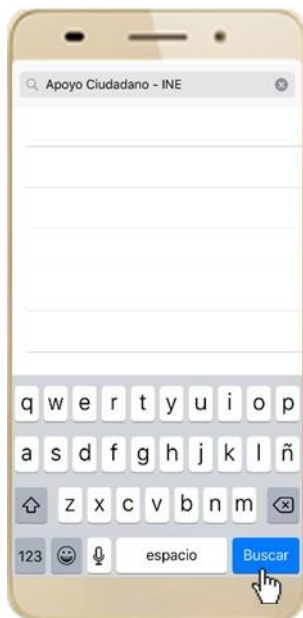 Apoyo Ciudadano - INE
q w e r t y u i o p
a s d f g h j k l ñ
z x c v b n m
123 espacio Buscar